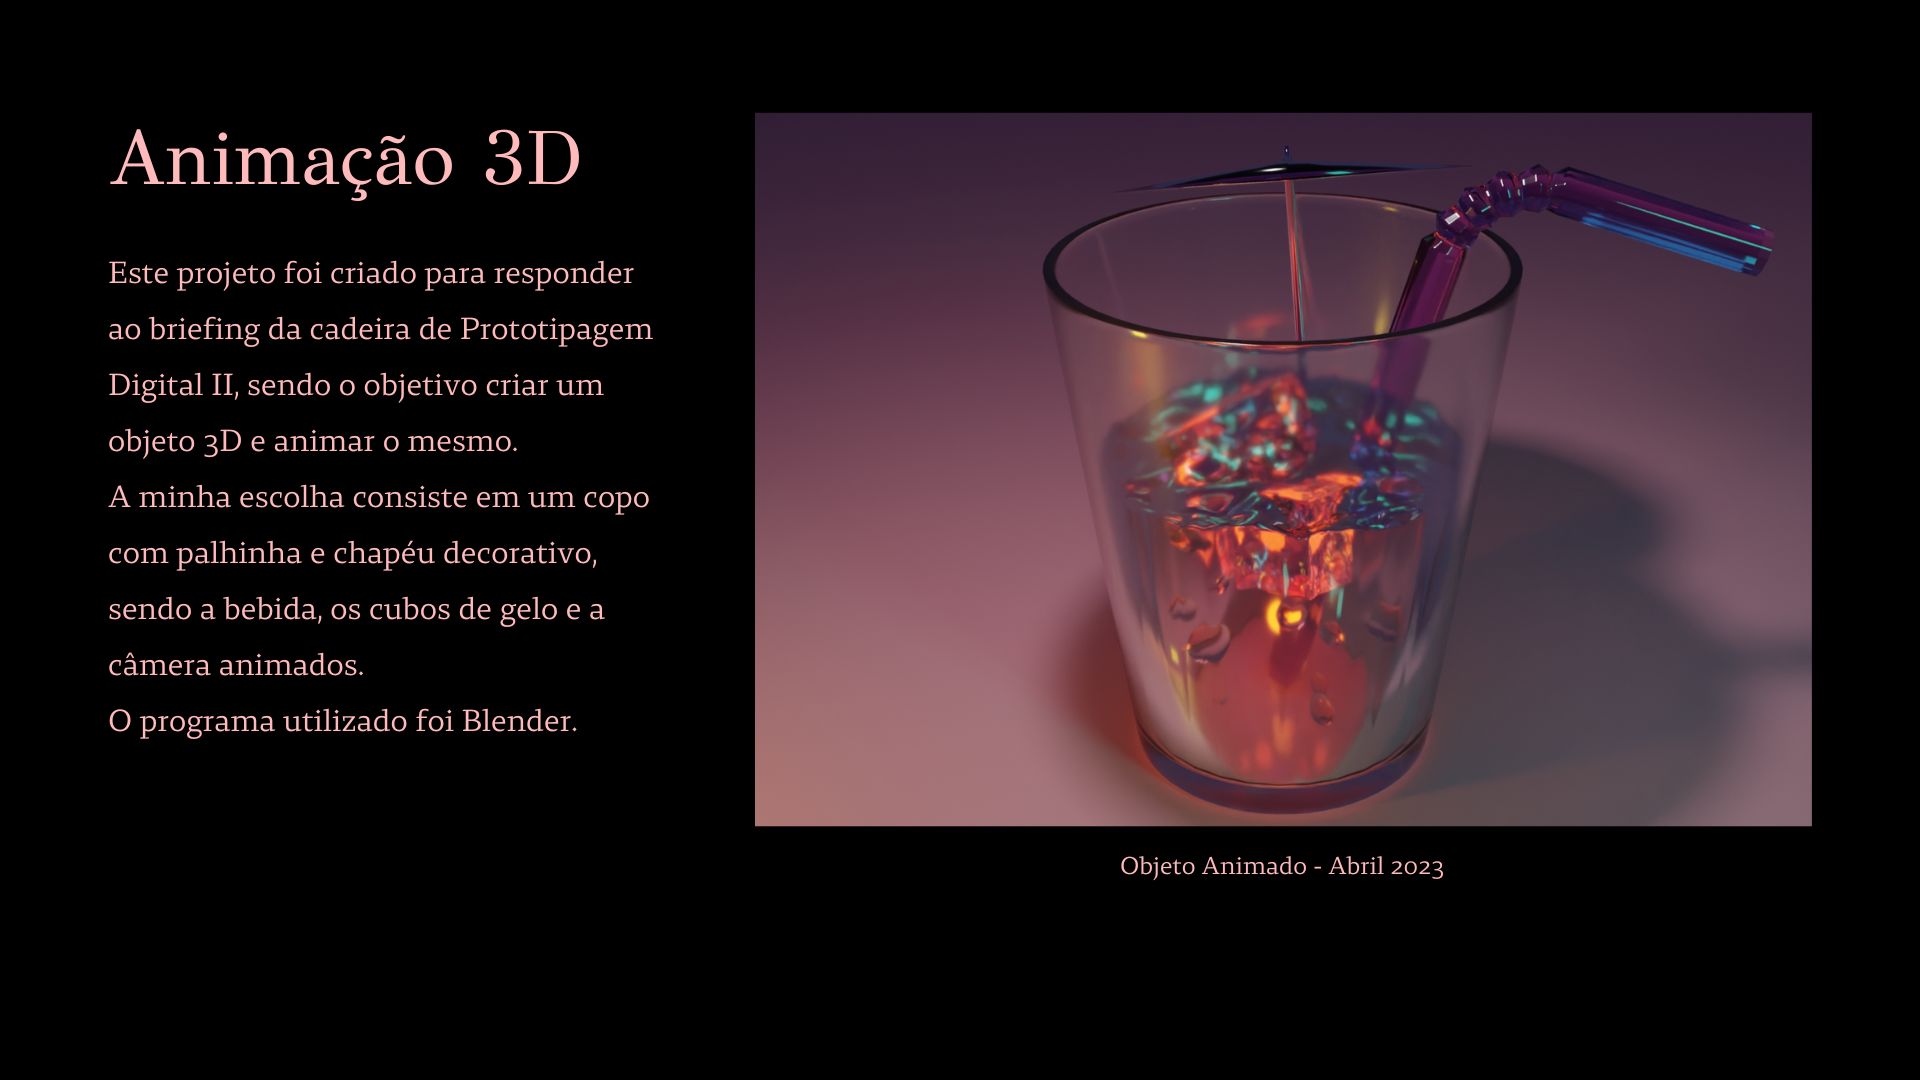 Animação 3D
Este projeto foi criado para responder
ao briefing da cadeira de Prototipagem
Digital II, sendo o objetivo criar um
objeto 3D e animar o mesmo.
A minha escolha consiste em um copo
com palhinha e chapéu decorativo,
sendo a bebida, os cubos de gelo e a
câmera animados.
O programa utilizado foi Blender.
Objeto Animado - Abril 2023